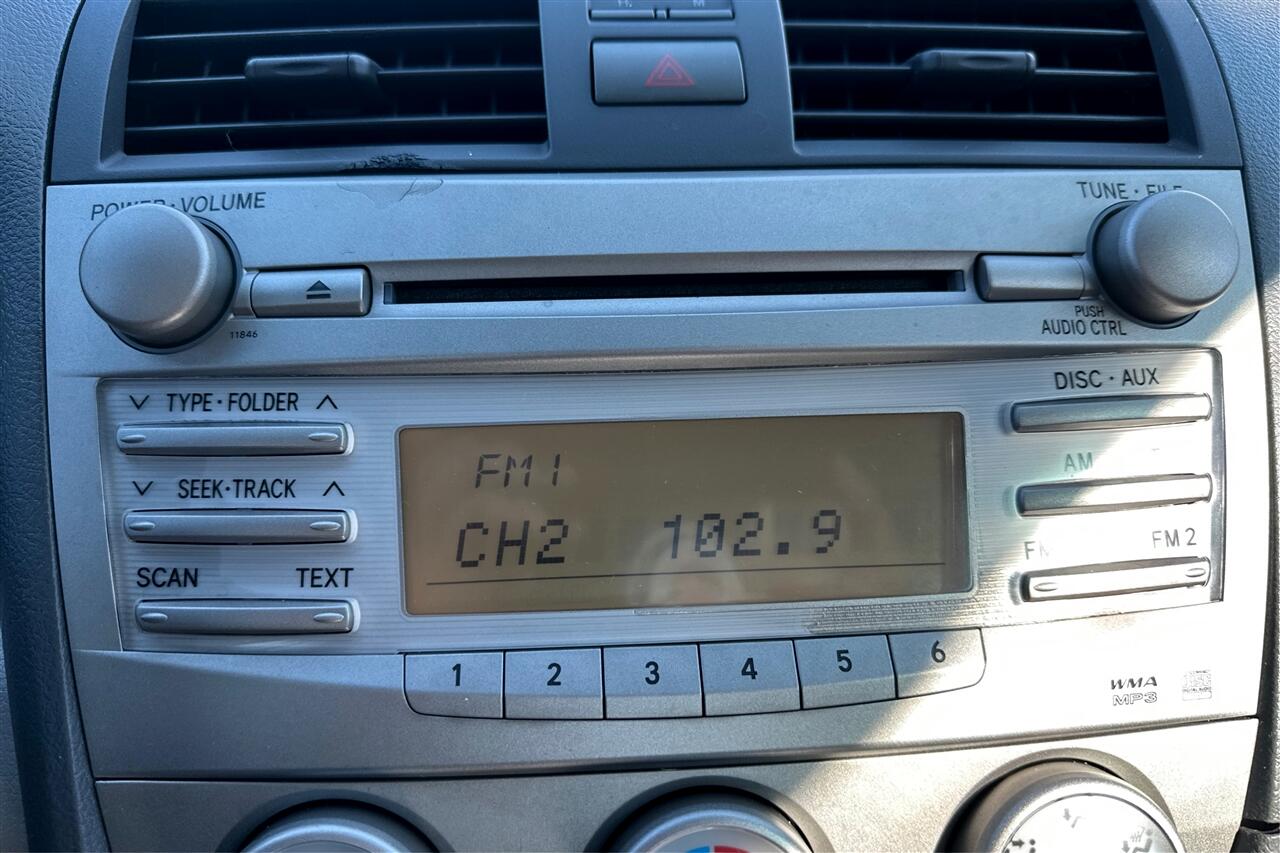 POWER · VOLUME
TUNE · FILE
11846
PUSH
AUDIO CTRL
TYPE · FOLDER
DISC · AUX
FM1
AM
SEEK · TRACK
CH2 102.9
FM2
SCAN TEXT
1 2 3 4 5 6
WMA
MP3